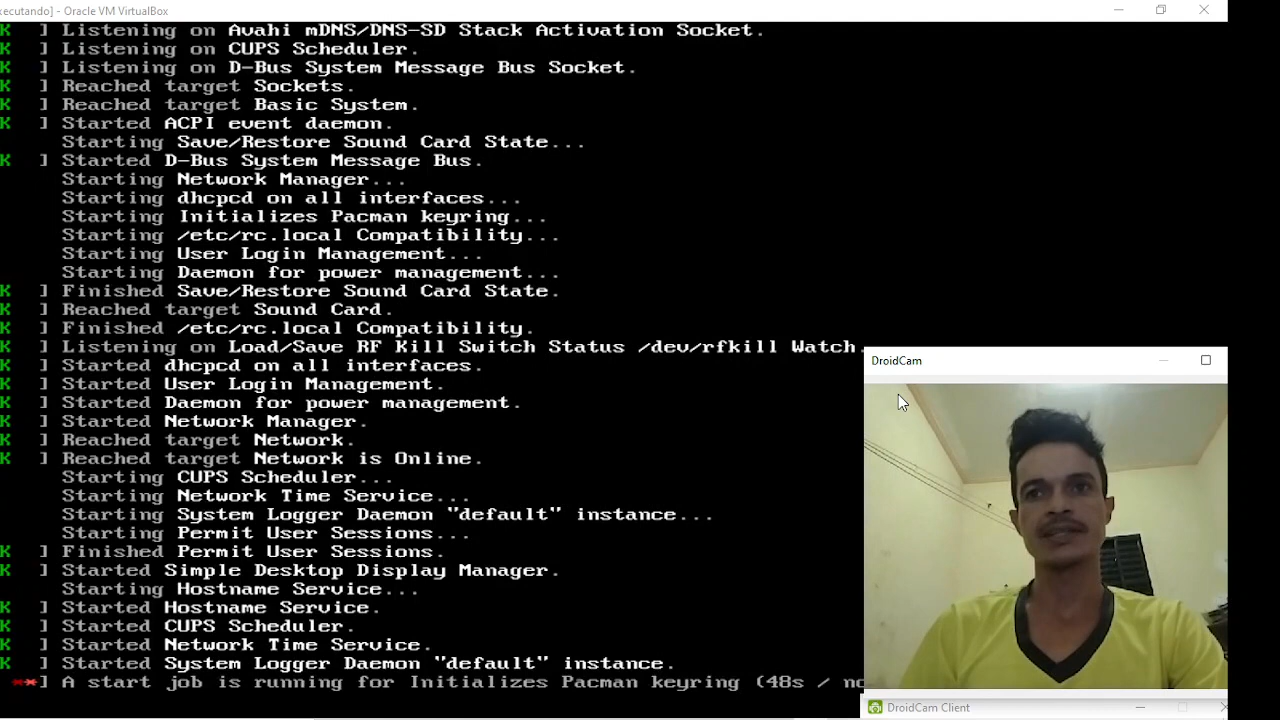 xecutando] - Oracle VM VirtualBox
K ] Listening on Avahi mDNS/DNS-SD Stack Activation Socket.
K ] Listening on CUPS Scheduler.
K ] Listening on D-Bus System Message Bus Socket.
K ] Reached target Sockets.
K ] Reached target Basic System.
K ] Started ACPI event daemon.
Starting Save/Restore Sound Card State...
K ] Started D-Bus System Message Bus.
Starting Network Manager...
Starting dhcpcd on all interfaces...
Starting Initializes Pacman keyring...
Starting /etc/rc.local Compatibility...
Starting User Login Management...
Starting Daemon for power management...
K ] Finished Save/Restore Sound Card State.
K ] Reached target Sound Card.
K ] Finished /etc/rc.local Compatibility.
K ] Listening on Load/Save RF Kill Switch Status /dev/rfkill Watch.
K ] Started dhcpcd on all interfaces.
K ] Started User Login Management.
K ] Started Daemon for power management.
K ] Started Network Manager.
K ] Reached target Network.
K ] Reached target Network is Online.
Starting CUPS Scheduler...
Starting Network Time Service...
Starting System Logger Daemon "default" instance...
Starting Permit User Sessions...
K ] Finished Permit User Sessions.
K ] Started Simple Desktop Display Manager.
Starting Hostname Service...
K ] Started Hostname Service.
K ] Started CUPS Scheduler.
K ] Started Network Time Service.
K ] Started System Logger Daemon "default" instance.
**] A start job is running for Initializes Pacman keyring (48s / no
DroidCam
DroidCam Client